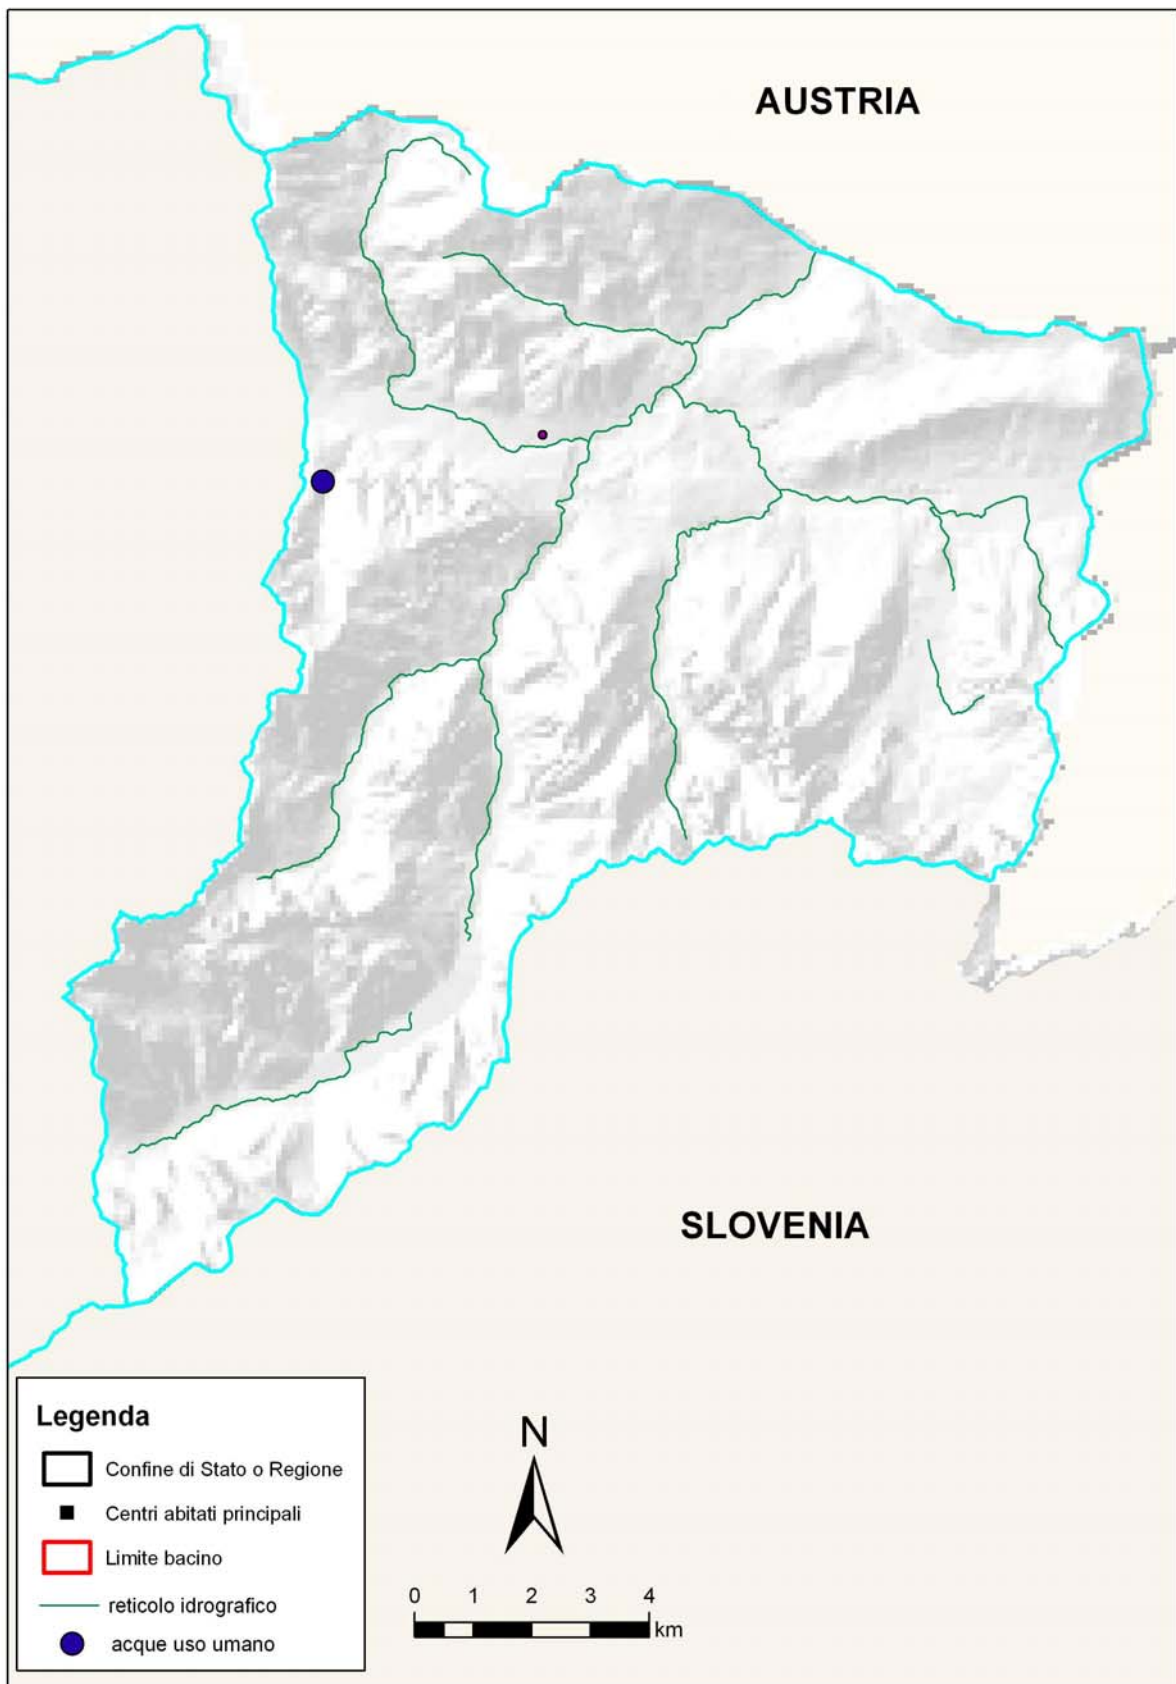 AUSTRIA
SLOVENIA
Legenda
Confine di Stato o Regione
Centri abitati principali
Limite bacino
reticolo idrografico
acque uso umano
N
0 1 2 3 4
km